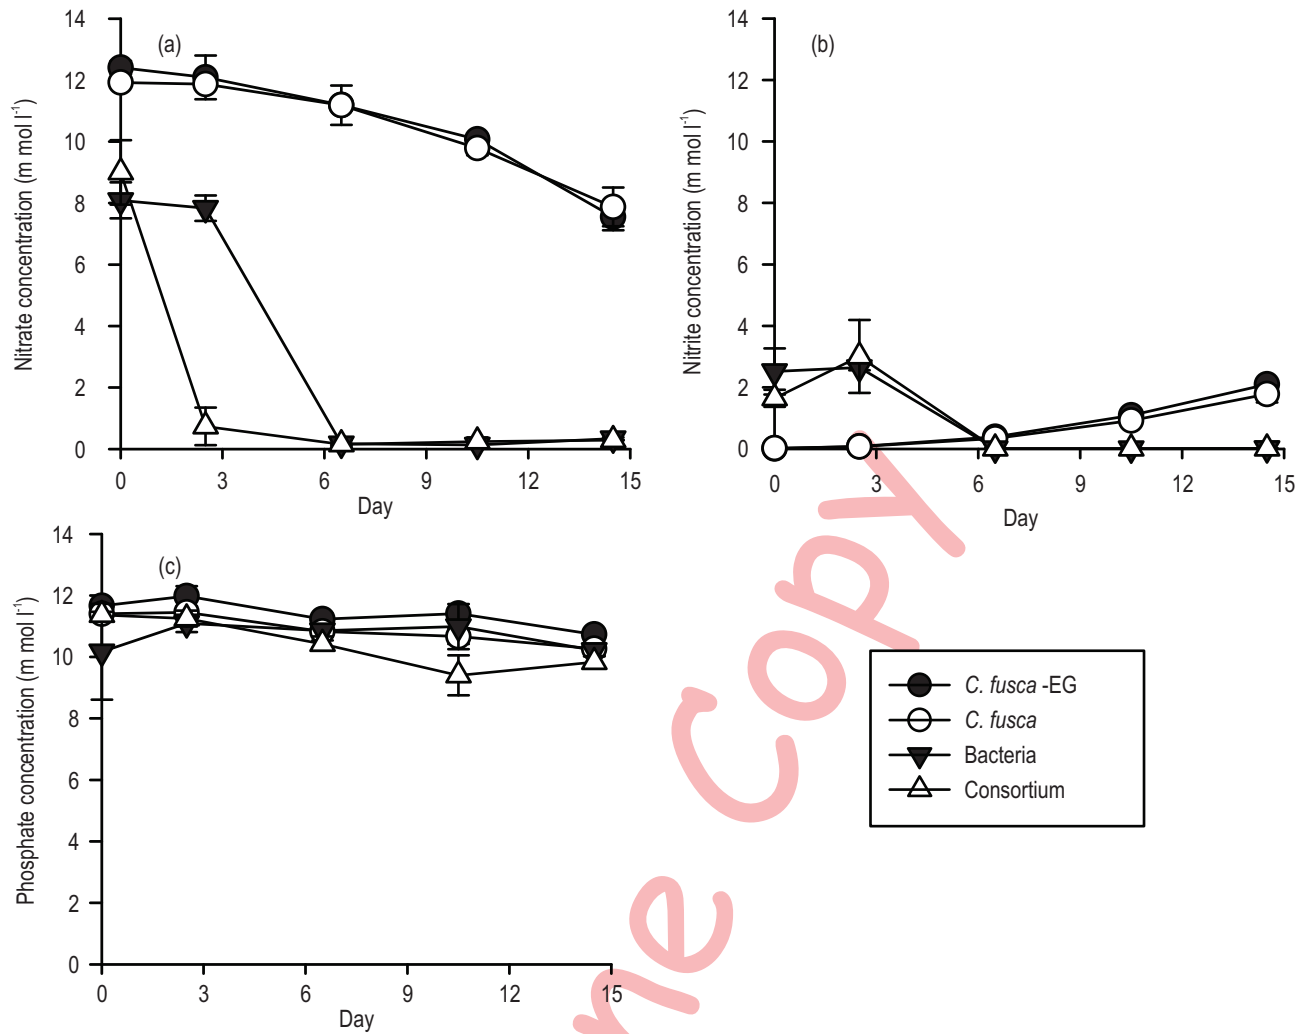 14
12
10
8
6
4
2
0
(a)
Nitrate concentration (m mol l⁻¹)
0 3 6 9 12 15
Day
14
12
10
8
6
4
2
0
(b)
Nitrite concentration (m mol l⁻¹)
0 3 6 9 12 15
Day
14
12
10
8
6
4
2
0
(c)
Phosphate concentration (m mol l⁻¹)
0 3 6 9 12 15
Day
C. fusca -EG
C. fusca
Bacteria
Consortium
ne Copy